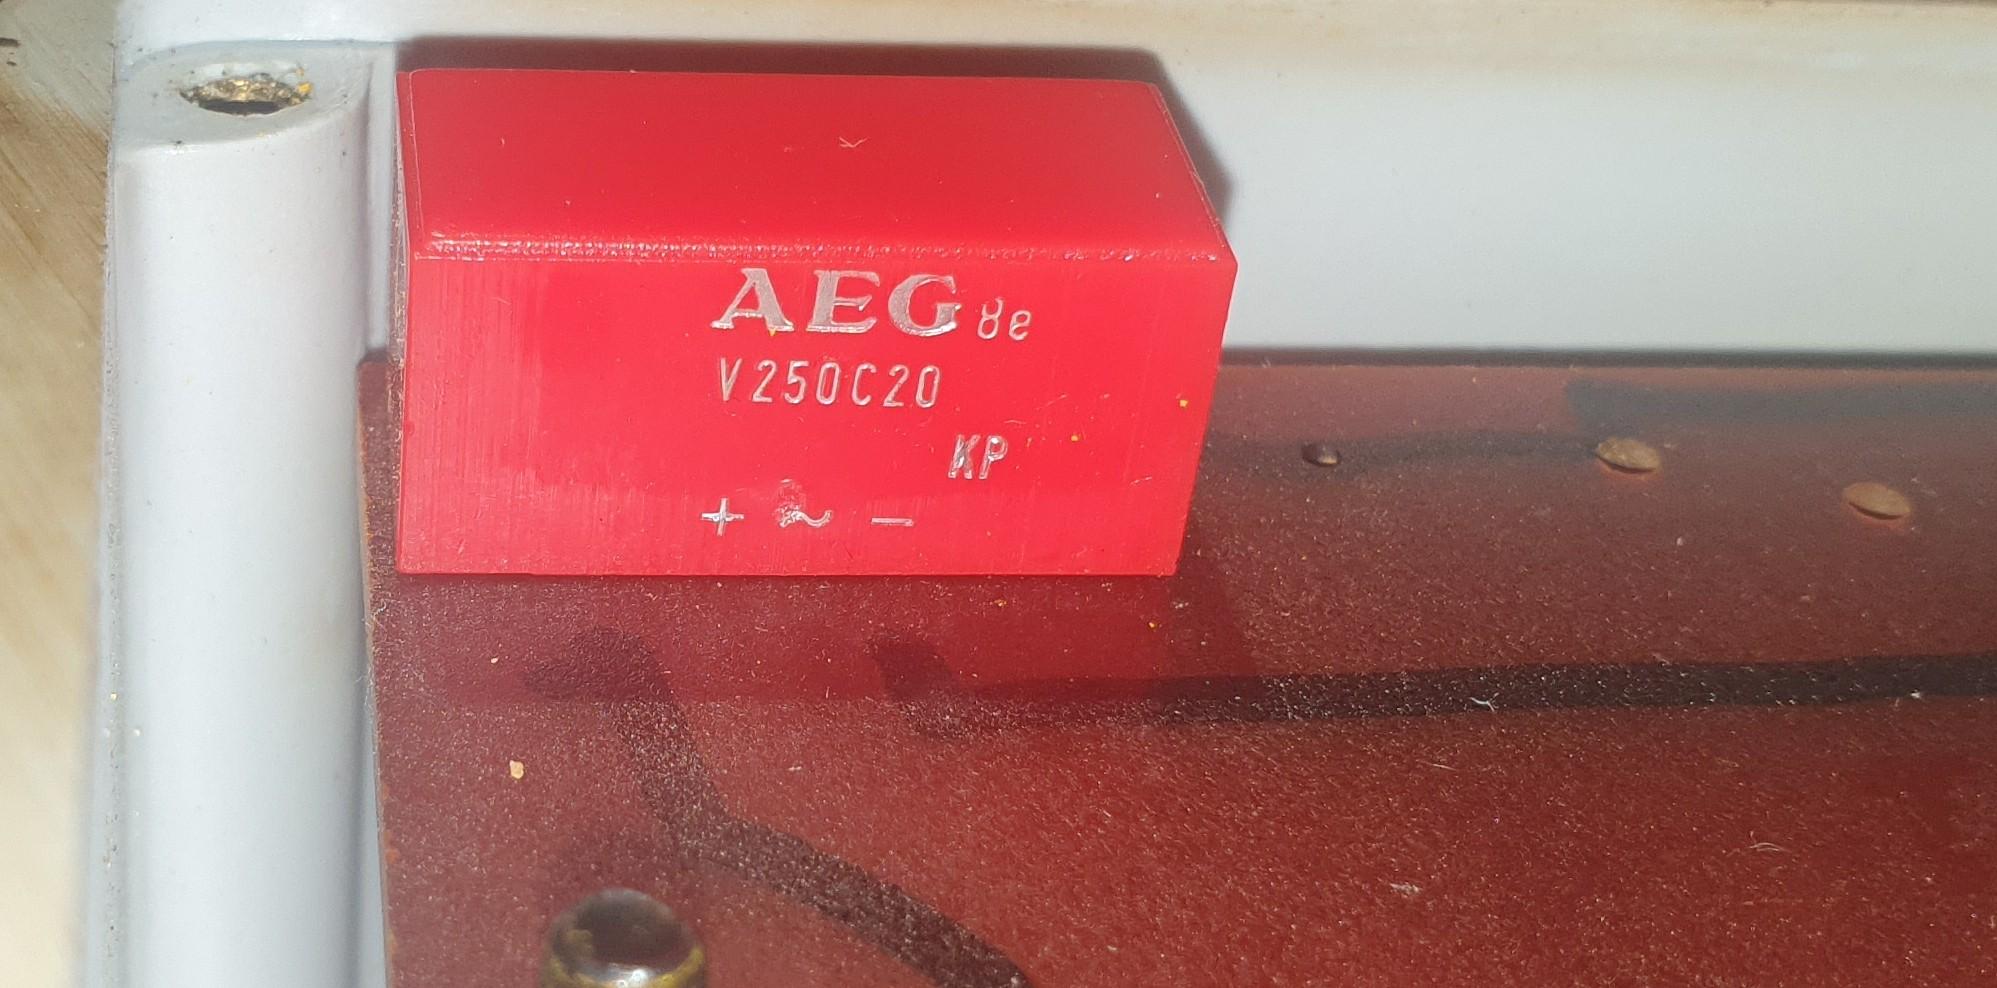 AEG 8e
V250C20
KP
+ ~ −